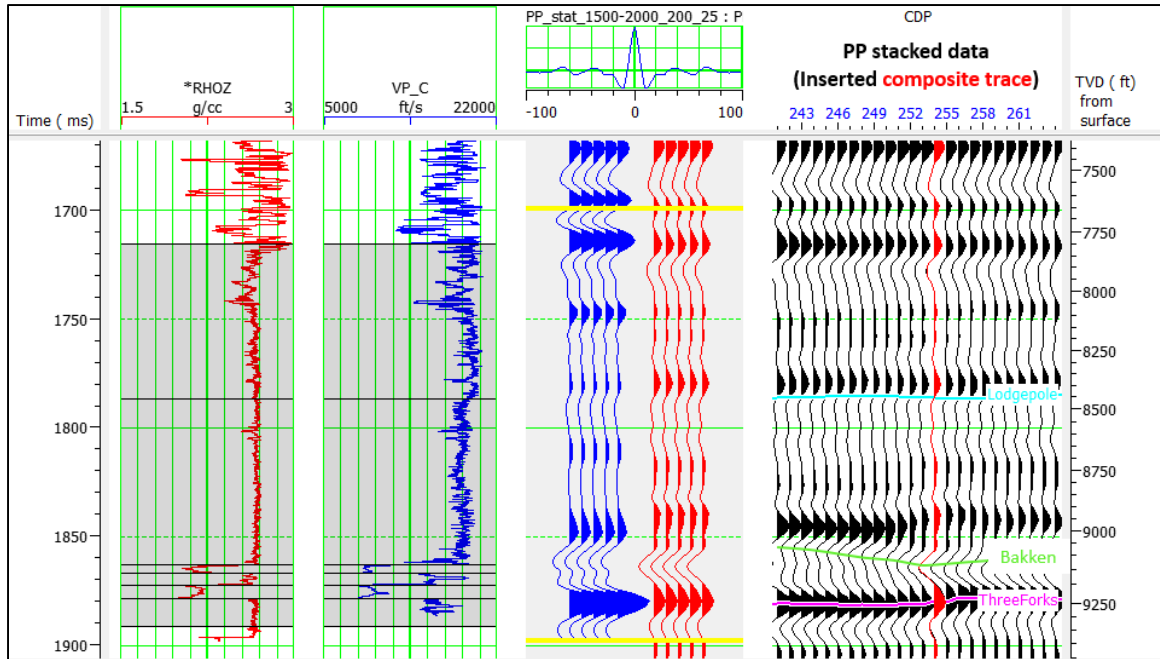 PP_stat_1500-2000_200_25 : P
CDP
PP stacked data
(Inserted composite trace)
*RHOZ
1.5 g/cc 3
VP_C
5000 ft/s 22000
-100 0 100
243 246 249 252 255 258 261
TVD ( ft)
from
surface
Time ( ms)
7500
1700
7750
8000
1750
8250
Lodgepole
8500
1800
8750
9000
1850
Bakken
ThreeForks
9250
1900